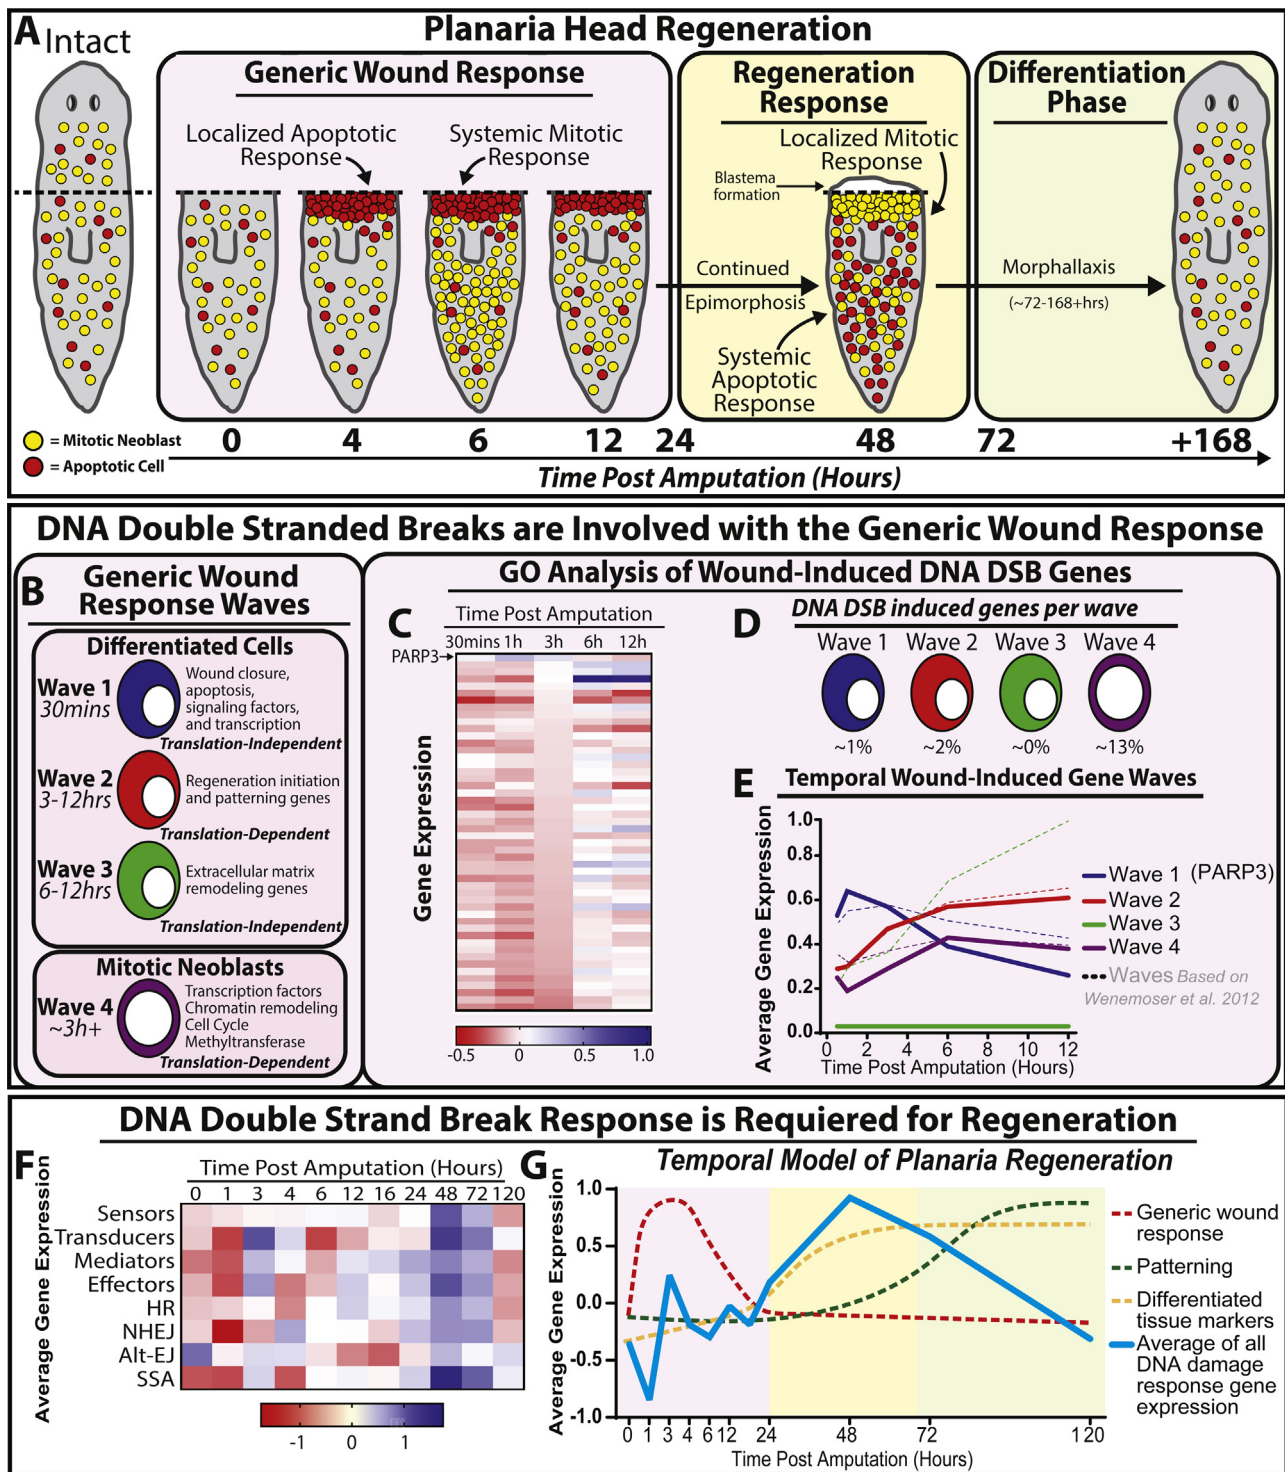 A
Intact
Planaria Head Regeneration
Generic Wound Response
Localized Apoptotic
Response
Systemic Mitotic
Response
Regeneration
Response
Localized Mitotic
Response
Blastema
formation
Continued
Epimorphosis
Systemic
Apoptotic
Response
Differentiation
Phase
Morphallaxis
(~72-168+hrs)
= Mitotic Neoblast
= Apoptotic Cell
0 4 6 12 24 48 72 +168
Time Post Amputation (Hours)
DNA Double Stranded Breaks are Involved with the Generic Wound Response
B
Generic Wound
Response Waves
Differentiated Cells
Wave 1
30mins
Wound closure,
apoptosis,
signaling factors,
and transcription
Translation-Independent
Wave 2
3-12hrs
Regeneration initiation
and patterning genes
Translation-Dependent
Wave 3
6-12hrs
Extracellular matrix
remodeling genes
Translation-Independent
Mitotic Neoblasts
Wave 4
~3h+
Transcription factors
Chromatin remodeling
Cell Cycle
Methyltransferase
Translation-Dependent
GO Analysis of Wound-Induced DNA DSB Genes
C
Time Post Amputation
30mins 1h 3h 6h 12h
PARP3
Gene Expression
-0.5 0 0.5 1.0
D
DNA DSB induced genes per wave
Wave 1 Wave 2 Wave 3 Wave 4
~1% ~2% ~0% ~13%
E
Temporal Wound-Induced Gene Waves
Average Gene Expression
1.0
0.8
0.6
0.4
0.2
0.0
0 2 4 6 8 10 12
Time Post Amputation (Hours)
Wave 1 (PARP3)
Wave 2
Wave 3
Wave 4
Waves Based on
Wenemoser et al. 2012
DNA Double Strand Break Response is Requiered for Regeneration
F
Time Post Amputation (Hours)
0 1 3 4 6 12 16 24 48 72 120
Average Gene Expression
Sensors
Transducers
Mediators
Effectors
HR
NHEJ
Alt-EJ
SSA
-1 0 1
G
Temporal Model of Planaria Regeneration
Average Gene Expression
1.0
0.5
0.0
-0.5
-1.0
0 1 3 4 6 12 24 48 72 120
Time Post Amputation (Hours)
Generic wound
response
Patterning
Differentiated
tissue markers
Average of all
DNA damage
response gene
expression